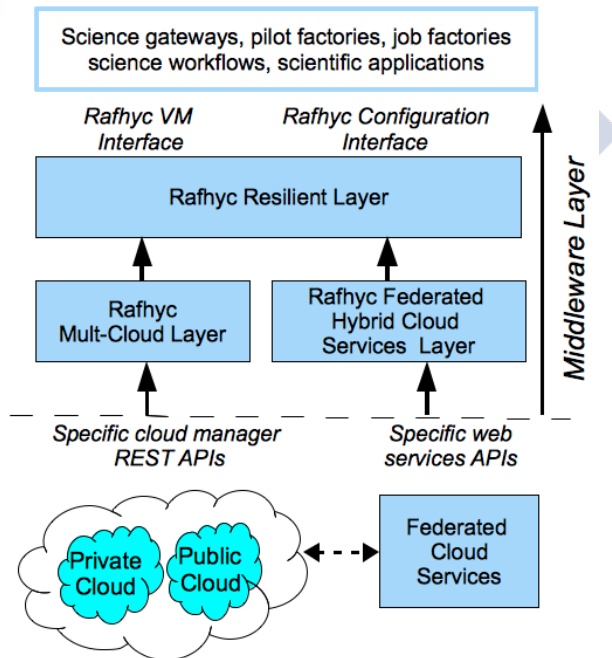 Science gateways, pilot factories, job factories
science workflows, scientific applications
Rafhyc VM
Interface
Rafhyc Configuration
Interface
Rafhyc Resilient Layer
Rafhyc
Mult-Cloud Layer
Rafhyc Federated
Hybrid Cloud
Services Layer
Middleware Layer
Specific cloud manager
REST APIs
Specific web
services APIs
Private
Cloud
Public
Cloud
Federated
Cloud
Services